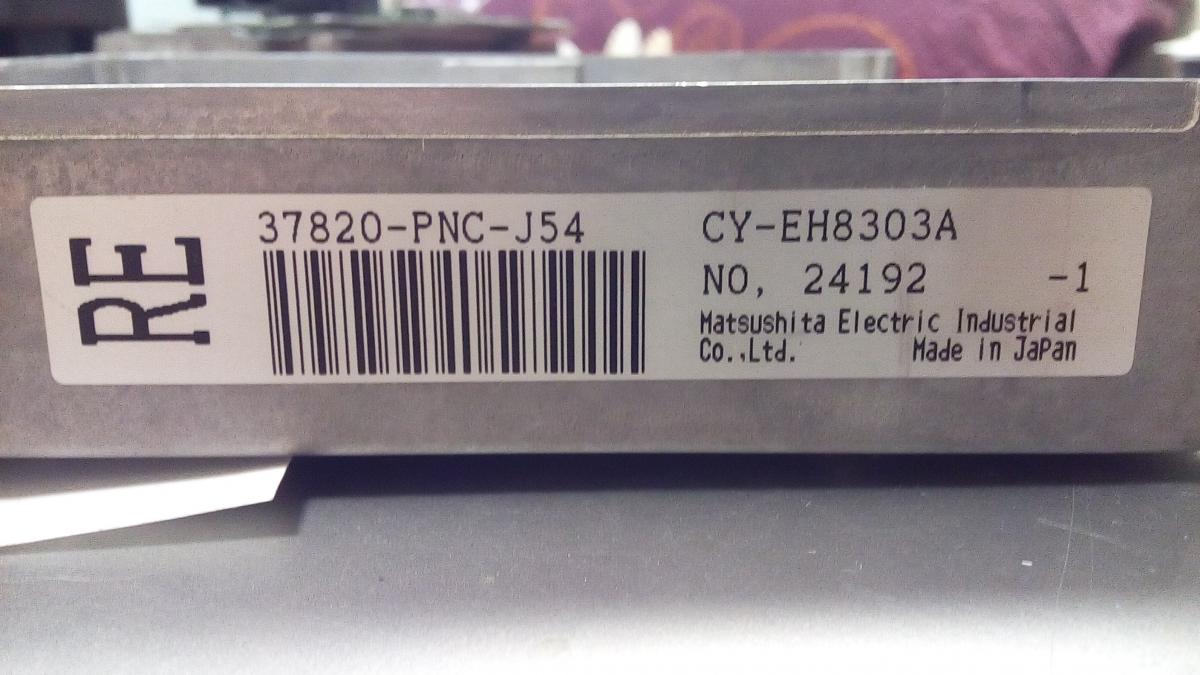 RE
37820-PNC-J54
CY-EH8303A
NO, 24192 -1
Matsushita Electric Industrial
Co.,Ltd. Made in JaPan